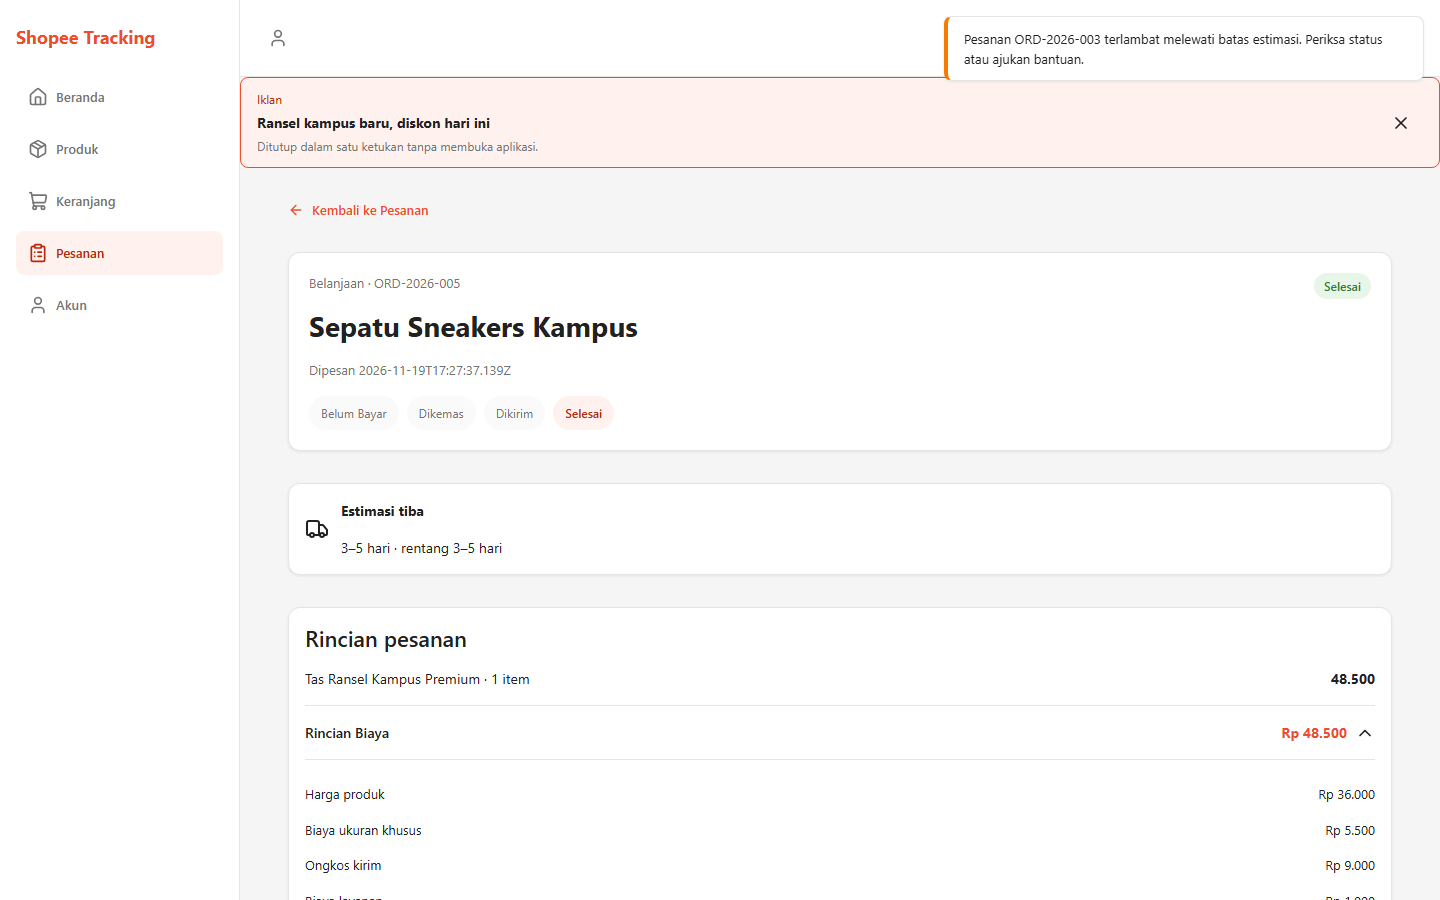 Shopee Tracking
Beranda
Produk
Keranjang
Pesanan
Akun
Pesanan ORD-2026-003 terlambat melewati batas estimasi. Periksa status
atau ajukan bantuan.
Iklan
Ransel kampus baru, diskon hari ini
Ditutup dalam satu ketukan tanpa membuka aplikasi.
Kembali ke Pesanan
Belanjaan · ORD-2026-005
Selesai
Sepatu Sneakers Kampus
Dipesan 2026-11-19T17:27:37.139Z
Belum Bayar Dikemas Dikirim Selesai
Estimasi tiba
3–5 hari · rentang 3–5 hari
Rincian pesanan
Tas Ransel Kampus Premium · 1 item 48.500
Rincian Biaya Rp 48.500
Harga produk Rp 36.000
Biaya ukuran khusus Rp 5.500
Ongkos kirim Rp 9.000